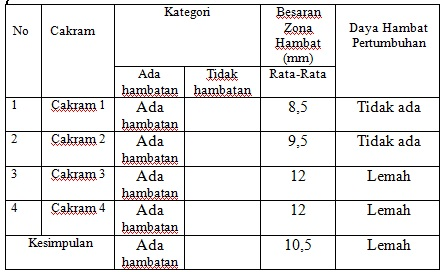 No Cakram Kategori Besaran Zona Hambat (mm) Daya Hambat Pertumbuhan
Ada hambatan Tidak hambatan Rata-Rata
1 Cakram 1 Ada hambatan 8,5 Tidak ada
2 Cakram 2 Ada hambatan 9,5 Tidak ada
3 Cakram 3 Ada hambatan 12 Lemah
4 Cakram 4 Ada hambatan 12 Lemah
Kesimpulan Ada hambatan 10,5 Lemah